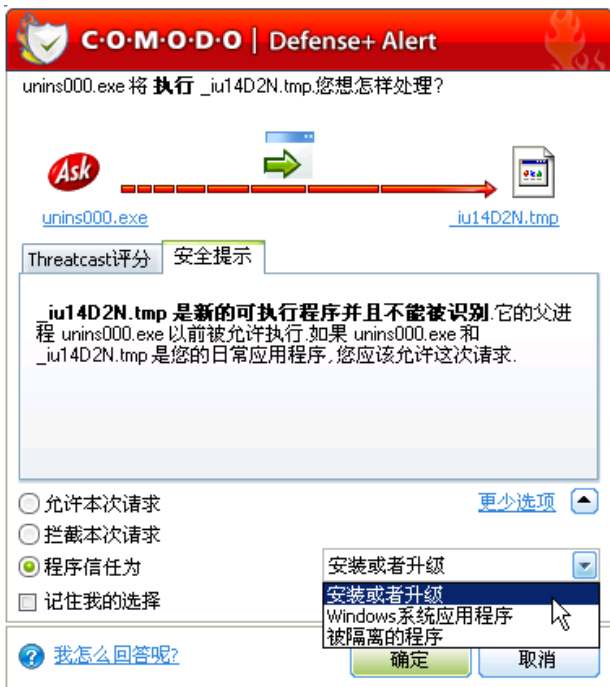 C·O·M·O·D·O | Defense+ Alert
unins000.exe 将 执行 _iu14D2N.tmp.您想怎样处理?
Ask
unins000.exe
_iu14D2N.tmp
Threatcast评分
安全提示
_iu14D2N.tmp 是新的可执行程序并且不能被识别.它的父进
程 unins000.exe 以前被允许执行.如果 unins000.exe 和
_iu14D2N.tmp 是您的日常应用程序, 您应该允许这次请求.
允许本次请求
更少选项
拦截本次请求
程序信任为
安装或者升级
记住我的选择
安装或者升级
Windows系统应用程序
被隔离的程序
我怎么回答呢?
确定
取消